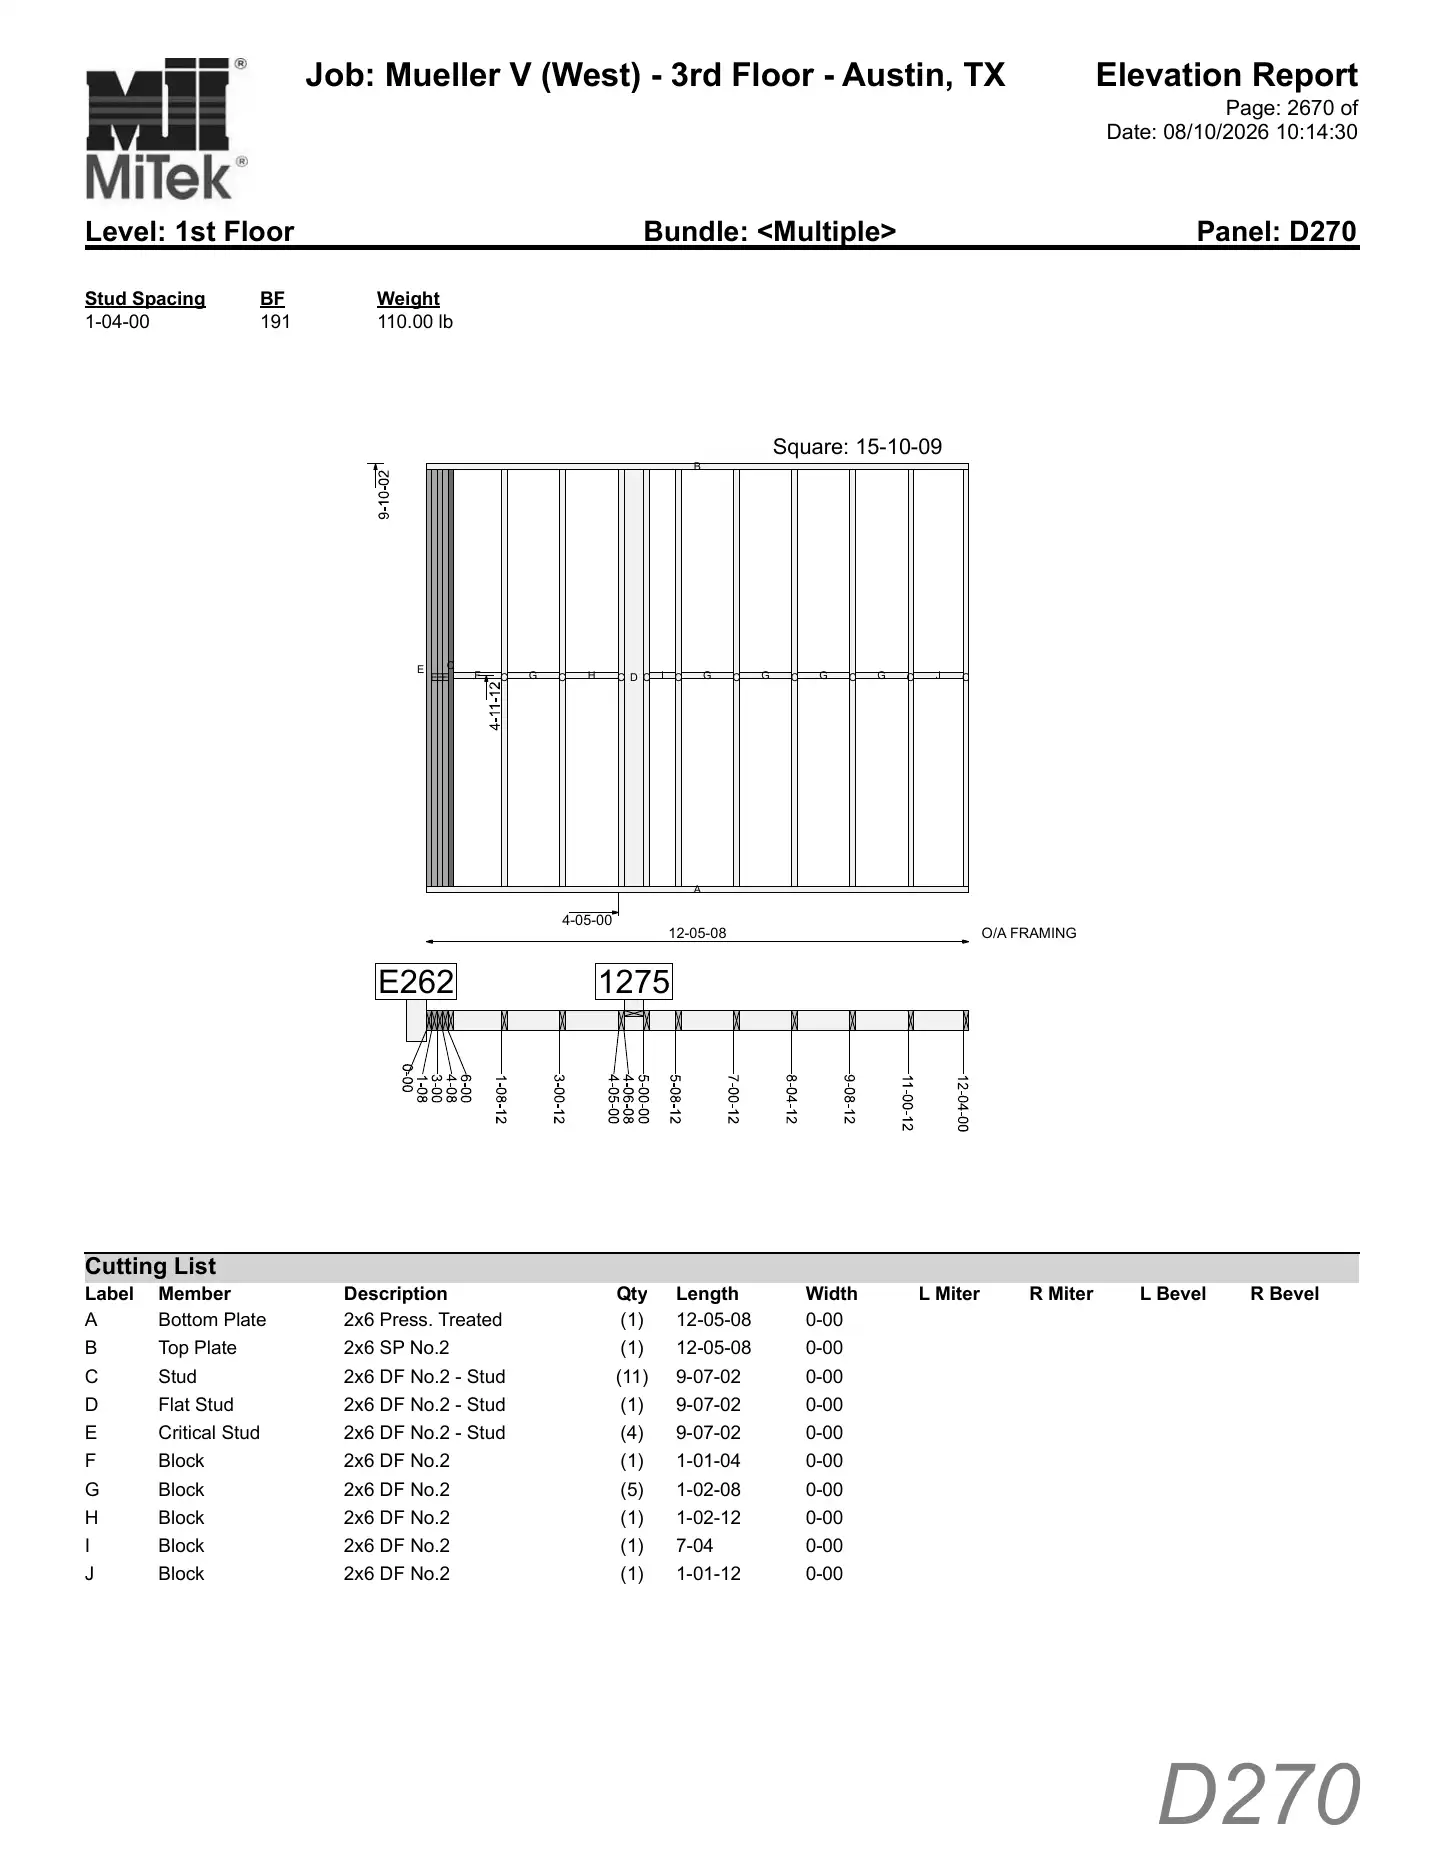 Job: Mueller V (West) - 3rd Floor - Austin, TX
Elevation Report
Page: 2670 of
Date: 08/10/2026 10:14:30
MiTek®
Level: 1st Floor Bundle: <Multiple> Panel: D270
Stud Spacing BF Weight
1-04-00 191 110.00 lb
Square: 15-10-09
B
9-10-02
E C F G H D I G G G G J
4-11-12
A
4-05-00
12-05-08 O/A FRAMING
E262 1275
0-00 1-08 3-00 4-08 6-00 1-08-12 3-00-12 4-05-00 4-06-08 5-00-00 5-08-12 7-00-12 8-04-12 9-08-12 11-00-12 12-04-00
Cutting List
Label Member Description Qty Length Width L Miter R Miter L Bevel R Bevel
A Bottom Plate 2x6 Press. Treated (1) 12-05-08 0-00
B Top Plate 2x6 SP No.2 (1) 12-05-08 0-00
C Stud 2x6 DF No.2 - Stud (11) 9-07-02 0-00
D Flat Stud 2x6 DF No.2 - Stud (1) 9-07-02 0-00
E Critical Stud 2x6 DF No.2 - Stud (4) 9-07-02 0-00
F Block 2x6 DF No.2 (1) 1-01-04 0-00
G Block 2x6 DF No.2 (5) 1-02-08 0-00
H Block 2x6 DF No.2 (1) 1-02-12 0-00
I Block 2x6 DF No.2 (1) 7-04 0-00
J Block 2x6 DF No.2 (1) 1-01-12 0-00
D270